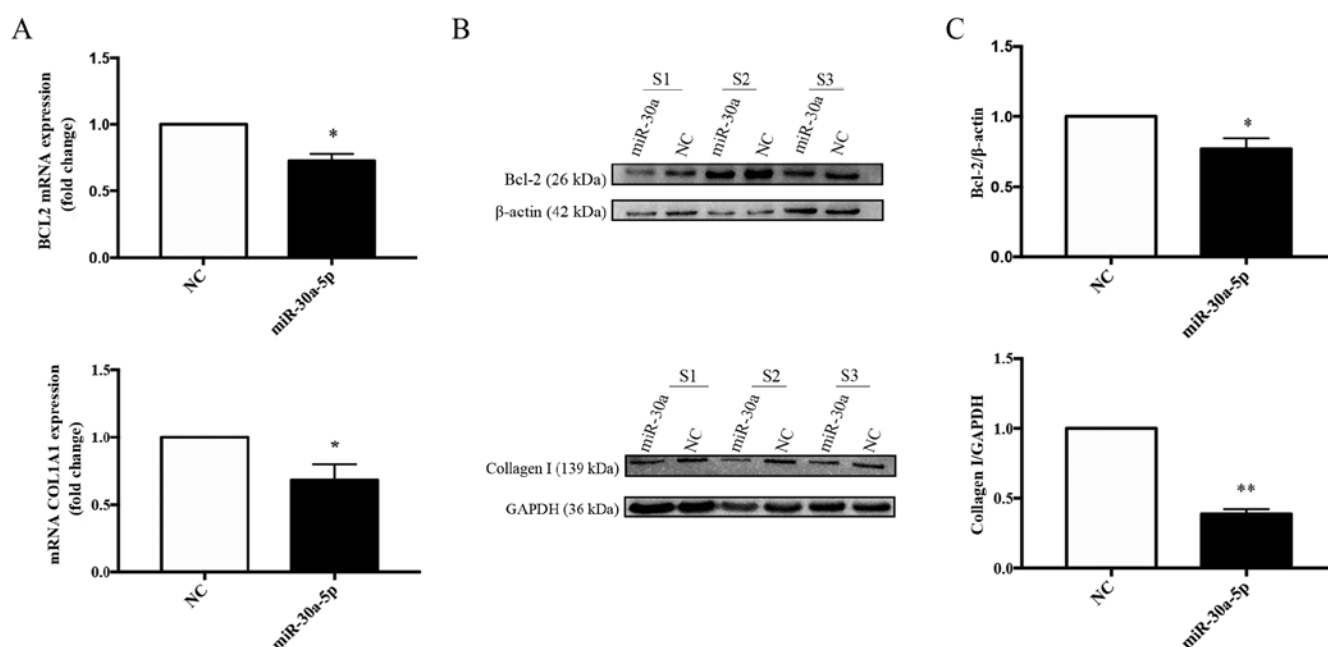 A
B
C
BCL2 mRNA expression
(fold change)
1.5
1.0
0.5
0.0
*
NC
miR-30a-5p
S1
S2
S3
miR-30a
NC
miR-30a
NC
miR-30a
NC
Bcl-2 (26 kDa)
β-actin (42 kDa)
Bcl-2/β-actin
1.5
1.0
0.5
0.0
*
NC
miR-30a-5p
mRNA COL1A1 expression
(fold change)
1.5
1.0
0.5
0.0
*
NC
miR-30a-5p
S1
S2
S3
miR-30a
NC
miR-30a
NC
miR-30a
NC
Collagen I (139 kDa)
GAPDH (36 kDa)
Collagen I/GAPDH
1.5
1.0
0.5
0.0
**
NC
miR-30a-5p